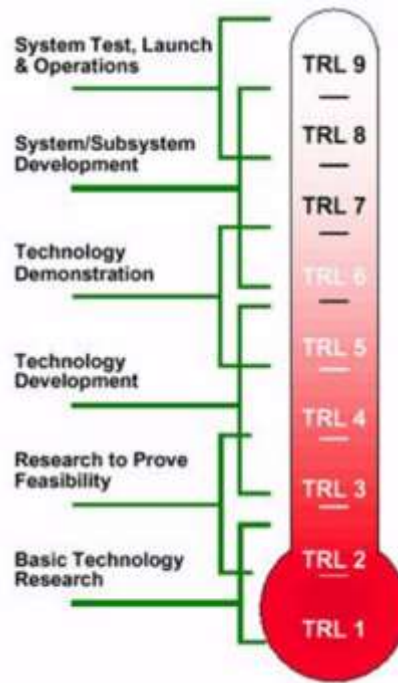 System Test, Launch
& Operations
System/Subsystem
Development
Technology
Demonstration
Technology
Development
Research to Prove
Feasibility
Basic Technology
Research
TRL 9
TRL 8
TRL 7
TRL 6
TRL 5
TRL 4
TRL 3
TRL 2
TRL 1